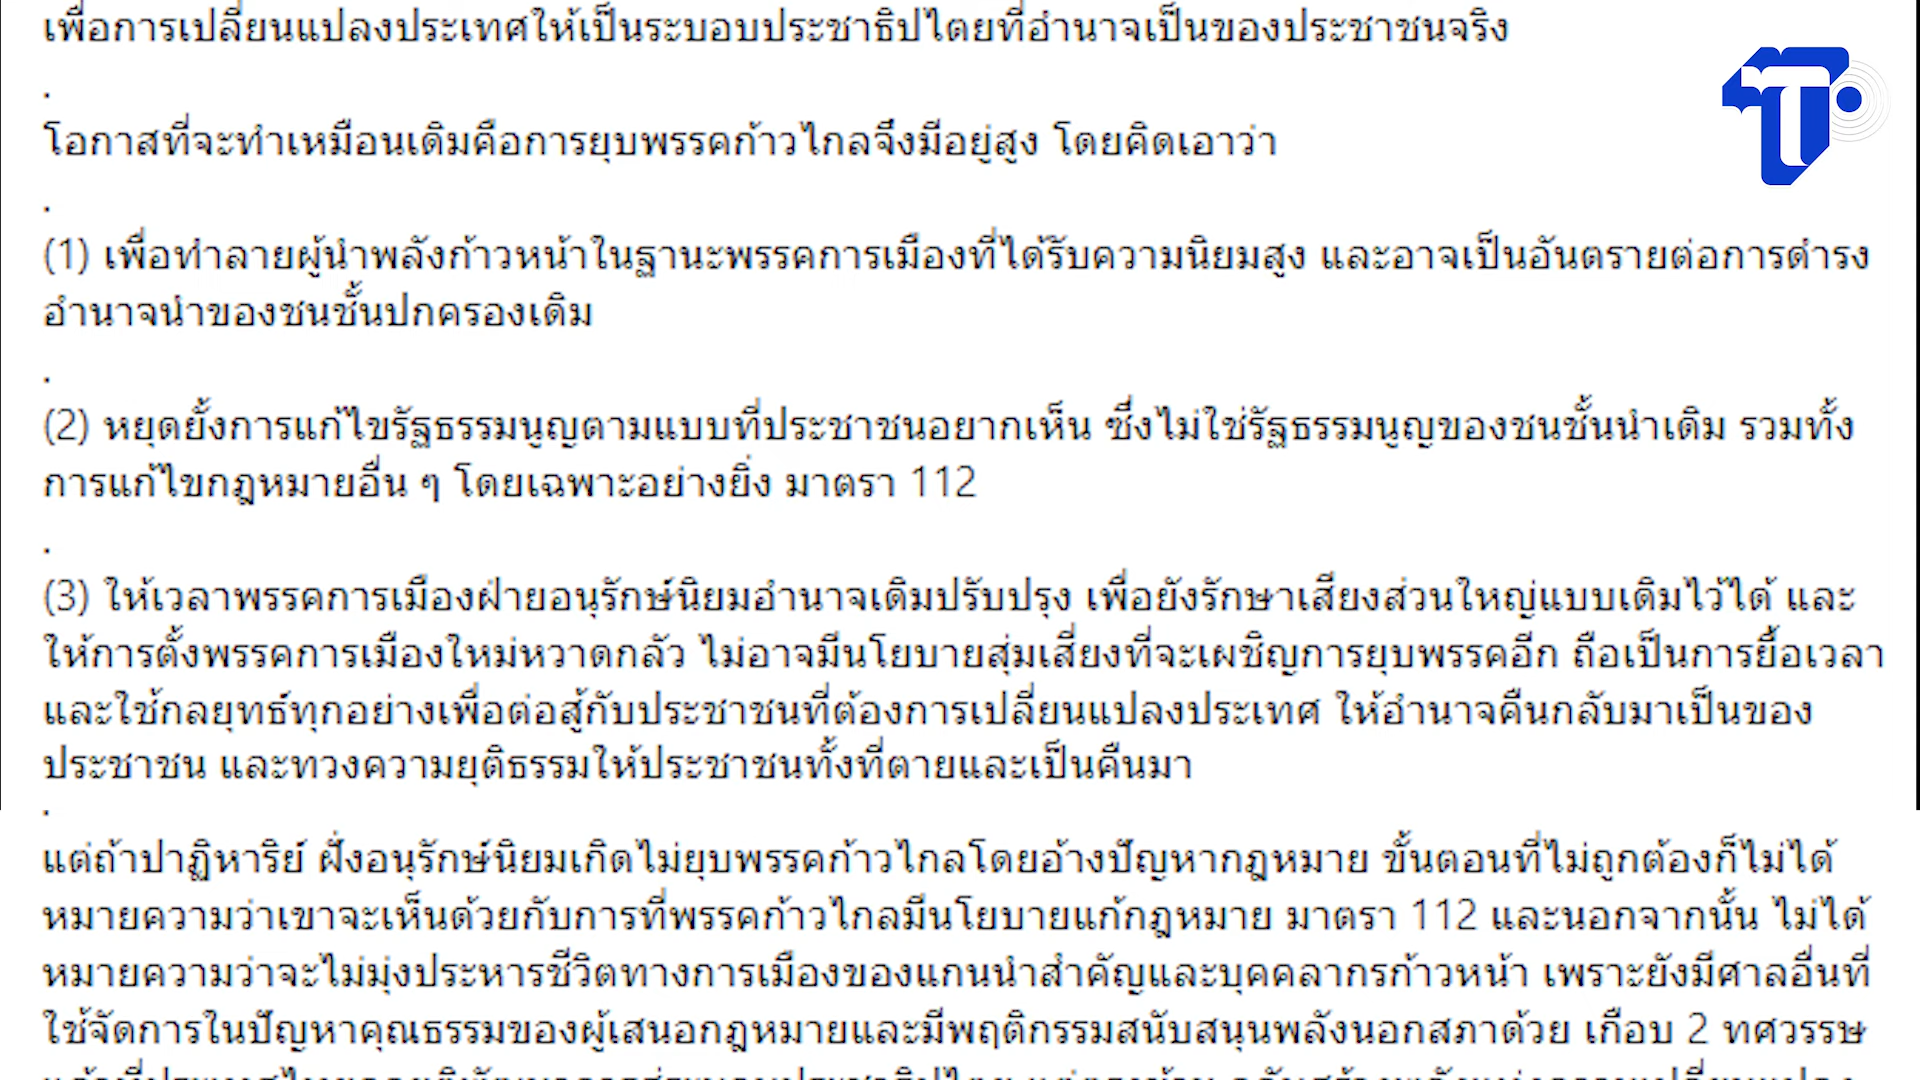 เพื่อการเปลี่ยนแปลงประเทศให้เป็นระบอบประชาธิปไตยที่อำนาจเป็นของประชาชนจริง
.
โอกาสที่จะทำเหมือนเดิมคือการยุบพรรคก้าวไกลจึงมีอยู่สูง โดยคิดเอาว่า
.
(1) เพื่อทำลายผู้นำพลังก้าวหน้าในฐานะพรรคการเมืองที่ได้รับความนิยมสูง และอาจเป็นอันตรายต่อการดำรง
อำนาจนำของชนชั้นปกครองเดิม
.
(2) หยุดยั้งการแก้ไขรัฐธรรมนูญตามแบบที่ประชาชนอยากเห็น ซึ่งไม่ใช่รัฐธรรมนูญของชนชั้นนำเดิม รวมทั้ง
การแก้ไขกฎหมายอื่น ๆ โดยเฉพาะอย่างยิ่ง มาตรา 112
.
(3) ให้เวลาพรรคการเมืองฝ่ายอนุรักษ์นิยมอำนาจเดิมปรับปรุง เพื่อยังรักษาเสียงส่วนใหญ่แบบเดิมไว้ได้ และ
ให้การตั้งพรรคการเมืองใหม่หวาดกลัว ไม่อาจมีนโยบายสุ่มเสี่ยงที่จะเผชิญการยุบพรรคอีก ถือเป็นการยื้อเวลา
และใช้กลยุทธ์ทุกอย่างเพื่อต่อสู้กับประชาชนที่ต้องการเปลี่ยนแปลงประเทศ ให้อำนาจคืนกลับมาเป็นของ
ประชาชน และทวงความยุติธรรมให้ประชาชนทั้งที่ตายและเป็นคืนมา
.
แต่ถ้าปาฏิหาริย์ ฝั่งอนุรักษ์นิยมเกิดไม่ยุบพรรคก้าวไกลโดยอ้างปัญหากฎหมาย ขั้นตอนที่ไม่ถูกต้องก็ไม่ได้
หมายความว่าเขาจะเห็นด้วยกับการที่พรรคก้าวไกลมีนโยบายแก้กฎหมาย มาตรา 112 และนอกจากนั้น ไม่ได้
หมายความว่าจะไม่มุ่งประหารชีวิตทางการเมืองของแกนนำสำคัญและบุคคลากรก้าวหน้า เพราะยังมีศาลอื่นที่
ใช้จัดการในปัญหาคุณธรรมของผู้เสนอกฎหมายและมีพฤติกรรมสนับสนุนพลังนอกสภาด้วย เกือบ 2 ทศวรรษ